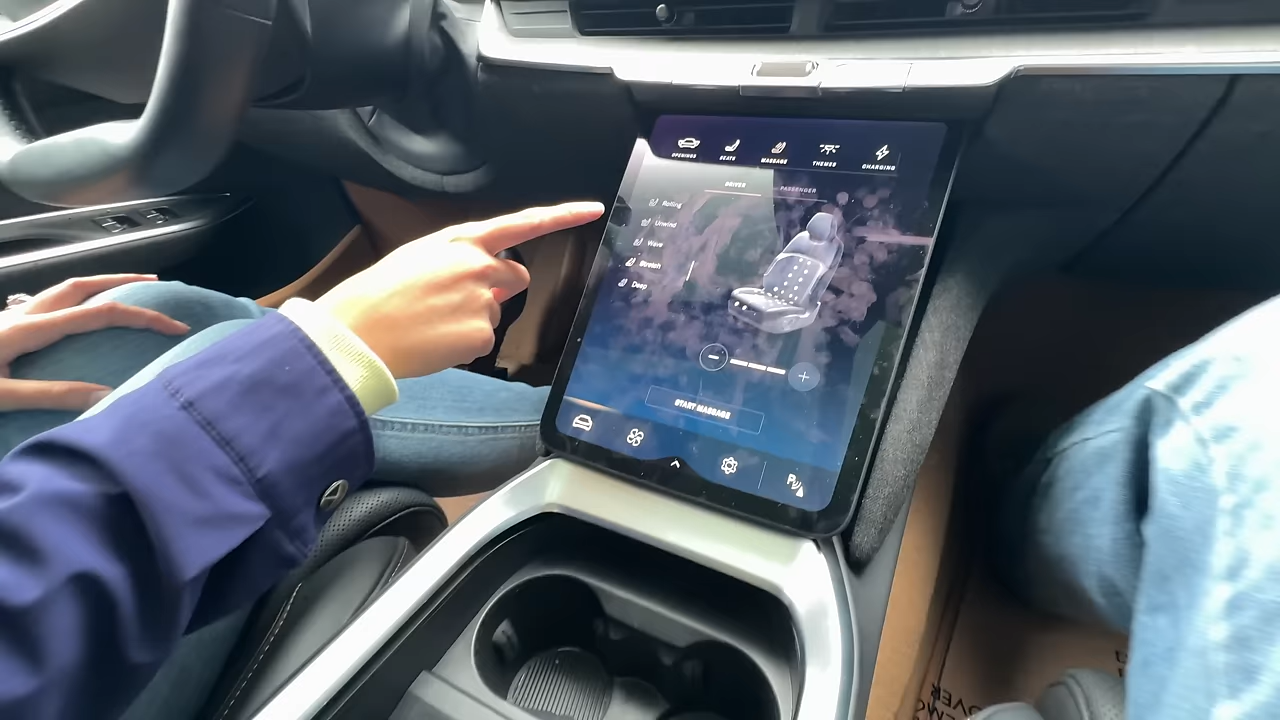 OPENINGS SEATS MASSAGE THEMES CHARGING
DRIVER PASSENGER
Rolling
Unwind
Wave
Stretch
Deep
START MASSAGE
P